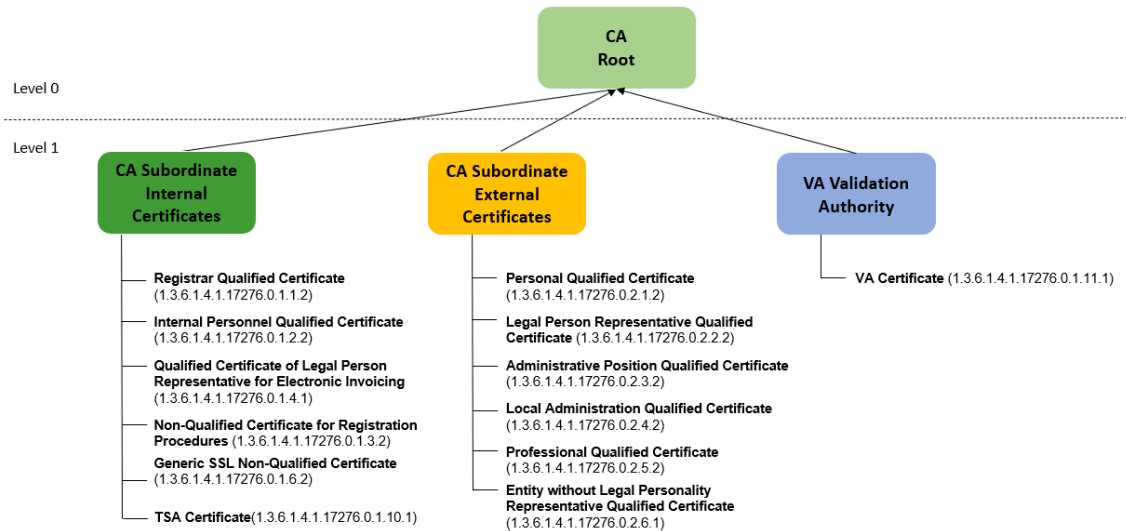 CA
Root
Level 0
Level 1
CA Subordinate
Internal
Certificates
Registrar Qualified Certificate
(1.3.6.1.4.1.17276.0.1.1.2)
Internal Personnel Qualified Certificate
(1.3.6.1.4.1.17276.0.1.2.2)
Qualified Certificate of Legal Person
Representative for Electronic Invoicing
(1.3.6.1.4.1.17276.0.1.4.1)
Non-Qualified Certificate for Registration
Procedures (1.3.6.1.4.1.17276.0.1.3.2)
Generic SSL Non-Qualified Certificate
(1.3.6.1.4.1.17276.0.1.6.2)
TSA Certificate(1.3.6.1.4.1.17276.0.1.10.1)
CA Subordinate
External
Certificates
Personal Qualified Certificate
(1.3.6.1.4.1.17276.0.2.1.2)
Legal Person Representative Qualified
Certificate (1.3.6.1.4.1.17276.0.2.2.2)
Administrative Position Qualified Certificate
(1.3.6.1.4.1.17276.0.2.3.2)
Local Administration Qualified Certificate
(1.3.6.1.4.1.17276.0.2.4.2)
Professional Qualified Certificate
(1.3.6.1.4.1.17276.0.2.5.2)
Entity without Legal Personality
Representative Qualified Certificate
(1.3.6.1.4.1.17276.0.2.6.1)
VA Validation
Authority
VA Certificate (1.3.6.1.4.1.17276.0.1.11.1)